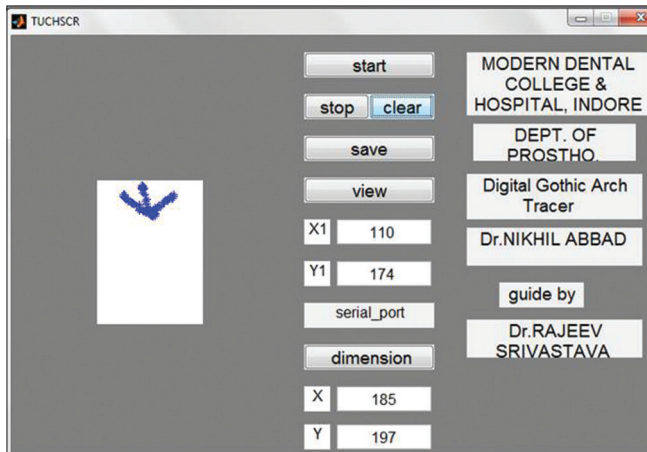 TUCHSCR
start
stop clear
save
view
X1 110
Y1 174
serial_port
dimension
X 185
Y 197
MODERN DENTAL
COLLEGE &
HOSPITAL, INDORE
DEPT. OF
PROSTHO.
Digital Gothic Arch
Tracer
Dr.NIKHIL ABBAD
guide by
Dr.RAJEEV
SRIVASTAVA